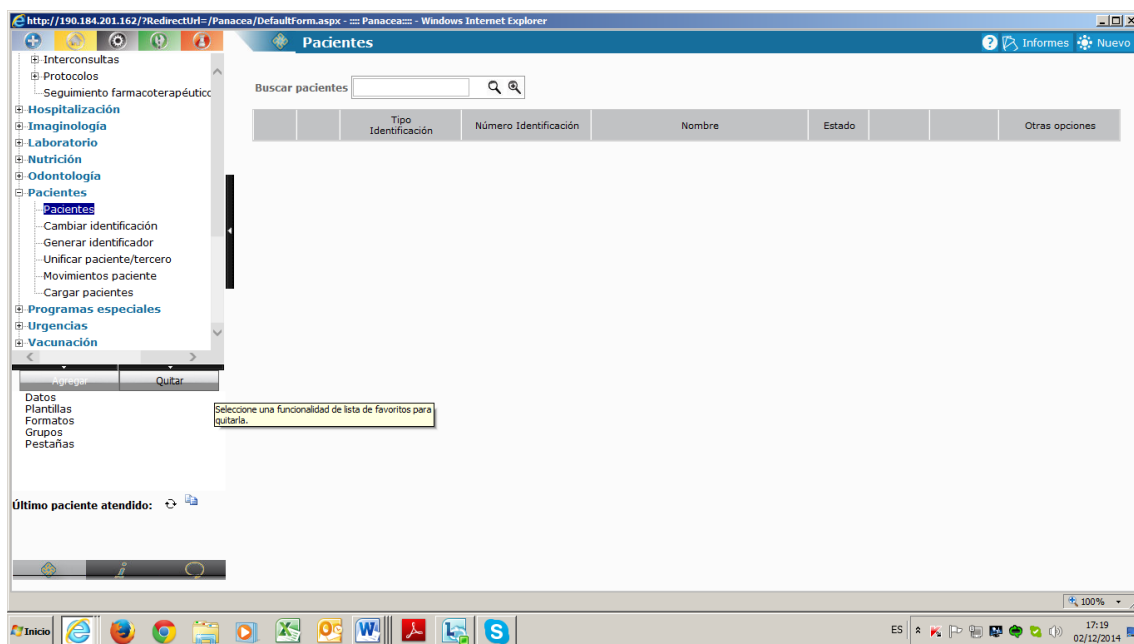 http://190.184.201.162/?RedirectUrl=/Panacea/DefaultForm.aspx - :::: Panacea:::: - Windows Internet Explorer
Pacientes
Informes
Nuevo
Interconsultas
Protocolos
Seguimiento farmacoterapéutico
Hospitalización
Imaginología
Laboratorio
Nutrición
Odontología
Pacientes
Pacientes
Cambiar identificación
Generar identificador
Unificar paciente/tercero
Movimientos paciente
Cargar pacientes
Programas especiales
Urgencias
Vacunación
Agregar
Quitar
Datos
Plantillas
Formatos
Grupos
Pestañas
Seleccione una funcionalidad de lista de favoritos para
quitarla.
Último paciente atendido:
Buscar pacientes
Tipo
Identificación
Número Identificación
Nombre
Estado
Otras opciones
100%
Inicio
ES
17:19
02/12/2014